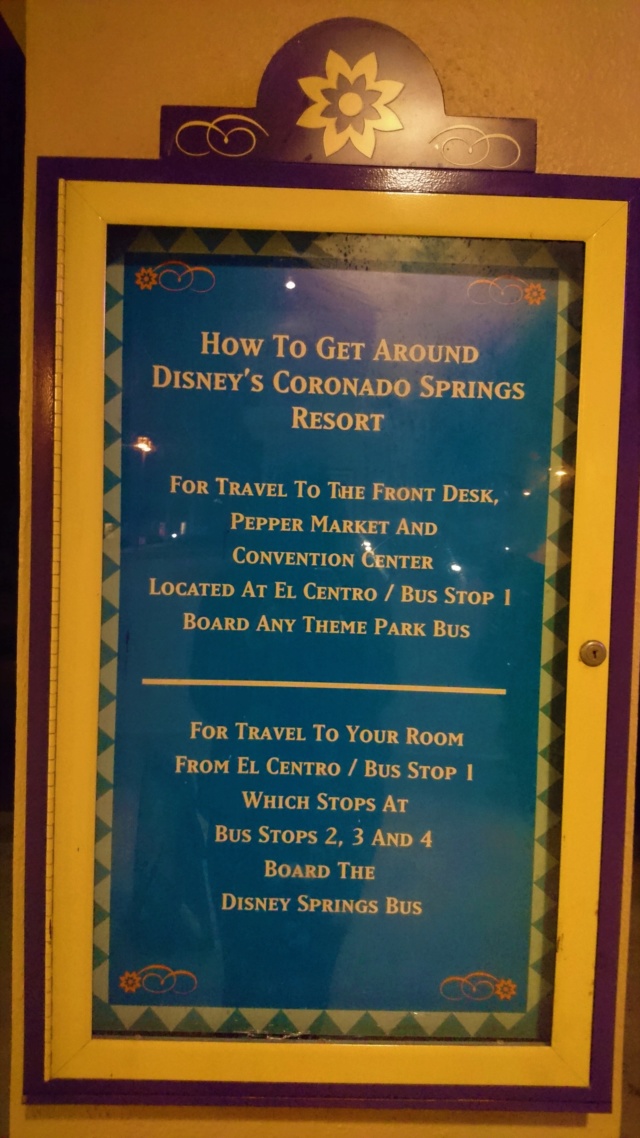 How To Get Around
Disney's Coronado Springs
Resort
For Travel To The Front Desk,
Pepper Market And
Convention Center
Located At El Centro / Bus Stop 1
Board Any Theme Park Bus
For Travel To Your Room
From El Centro / Bus Stop 1
Which Stops At
Bus Stops 2, 3 And 4
Board The
Disney Springs Bus